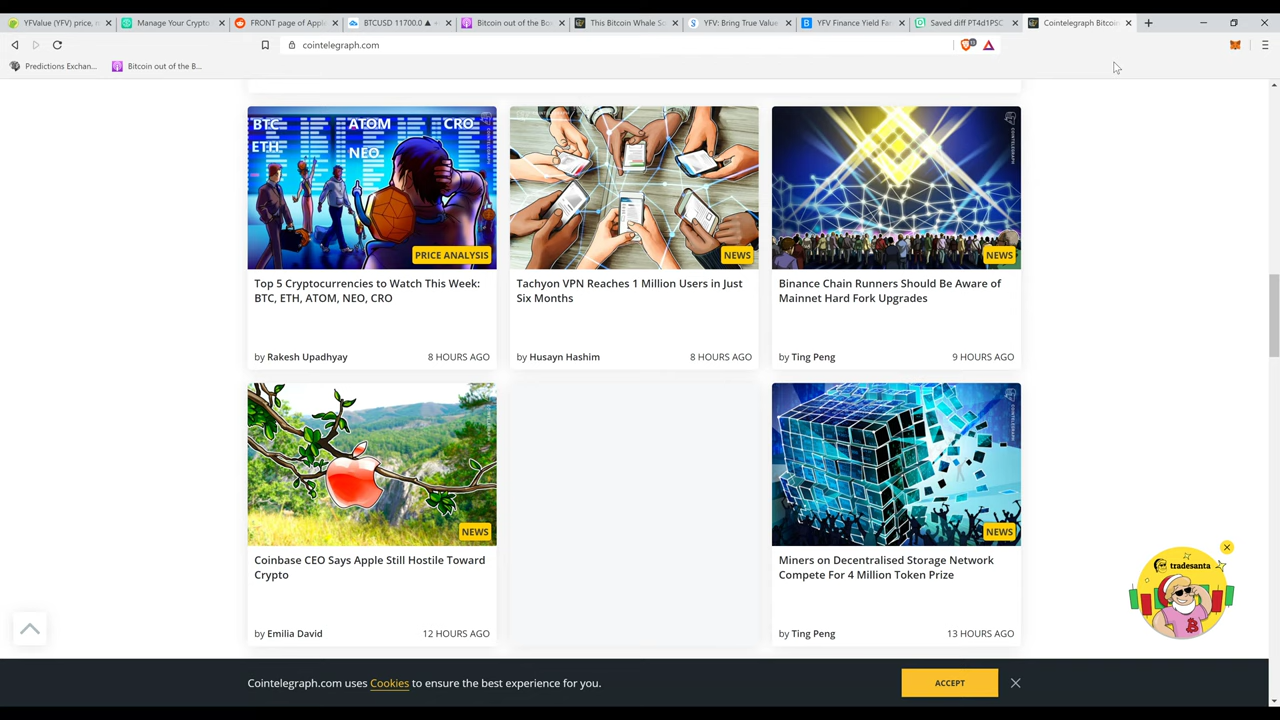 YFValue (YFV) price, m
Manage Your Crypto
FRONT page of Apple
BTCUSD 11700.0 ▲ +
Bitcoin out of the Bo
This Bitcoin Whale So
YFV: Bring True Value
YFV Finance Yield Far
Saved diff PT4d1PSC
Cointelegraph Bitcoin
cointelegraph.com
Predictions Exchan...
Bitcoin out of the B...
BTC
ETH
ATOM
NEO
CRO
PRICE ANALYSIS
NEWS
COINTELEGRAPH
NEWS
Top 5 Cryptocurrencies to Watch This Week:
BTC, ETH, ATOM, NEO, CRO
Tachyon VPN Reaches 1 Million Users in Just
Six Months
Binance Chain Runners Should Be Aware of
Mainnet Hard Fork Upgrades
by Rakesh Upadhyay
8 HOURS AGO
by Husayn Hashim
8 HOURS AGO
by Ting Peng
9 HOURS AGO
NEWS
COINTELEGRAPH
NEWS
Coinbase CEO Says Apple Still Hostile Toward
Crypto
Miners on Decentralised Storage Network
Compete For 4 Million Token Prize
by Emilia David
12 HOURS AGO
by Ting Peng
13 HOURS AGO
tradesanta
Cointelegraph.com uses Cookies to ensure the best experience for you.
ACCEPT